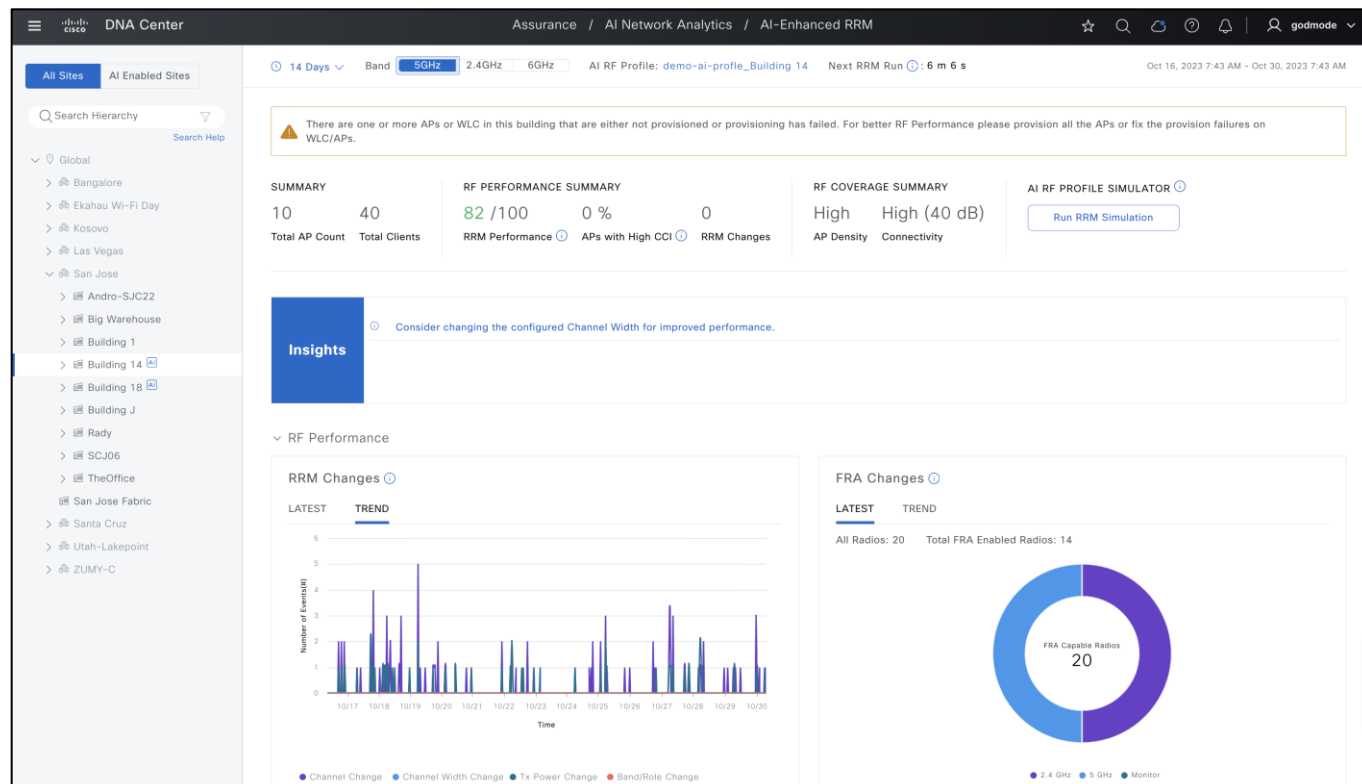 cisco DNA Center
Assurance / AI Network Analytics / AI-Enhanced RRM
godmode
All Sites AI Enabled Sites
Search Hierarchy
Search Help
Global
Bangalore
Ekahau Wi-Fi Day
Kosovo
Las Vegas
San Jose
Andro-SJC22
Big Warehouse
Building 1
Building 14 AI
Building 18 AI
Building J
Rady
SCJ06
TheOffice
San Jose Fabric
Santa Cruz
Utah-Lakepoint
ZUMY-C
14 Days Band 5GHz 2.4GHz 6GHz AI RF Profile: demo-ai-profle_Building 14 Next RRM Run : 6 m 6 s Oct 16, 2023 7:43 AM - Oct 30, 2023 7:43 AM
There are one or more APs or WLC in this building that are either not provisioned or provisioning has failed. For better RF Performance please provision all the APs or fix the provision failures on
WLC/APs.
SUMMARY
10 40
Total AP Count Total Clients
RF PERFORMANCE SUMMARY
82 /100 0 % 0
RRM Performance APs with High CCI RRM Changes
RF COVERAGE SUMMARY
High High (40 dB)
AP Density Connectivity
AI RF PROFILE SIMULATOR
Run RRM Simulation
Insights
Consider changing the configured Channel Width for improved performance.
RF Performance
RRM Changes
LATEST TREND
6
5
4
3
2
1
0
Number of Events(#)
10/17 10/18 10/19 10/20 10/21 10/22 10/23 10/24 10/25 10/26 10/27 10/28 10/29 10/30
Time
Channel Change Channel Width Change Tx Power Change Band/Role Change
FRA Changes
LATEST TREND
All Radios: 20 Total FRA Enabled Radios: 14
FRA Capable Radios
20
2.4 GHz 5 GHz Monitor